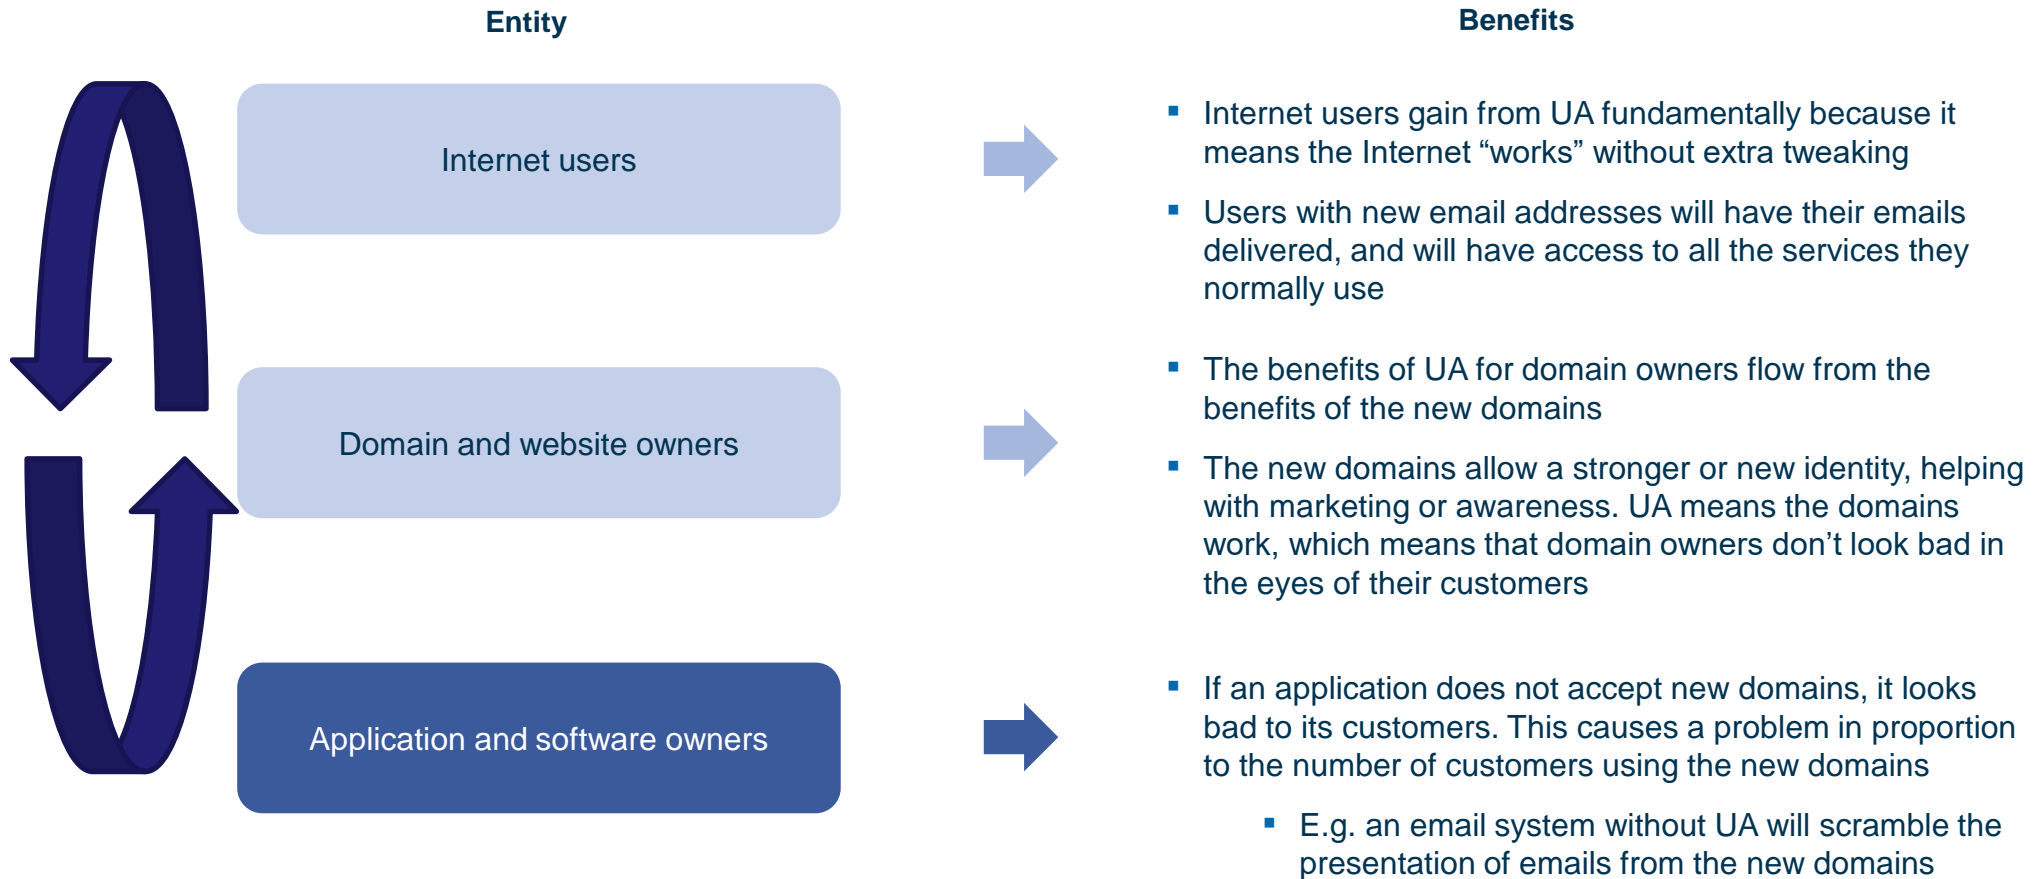 Entity
Benefits
Internet users
▪ Internet users gain from UA fundamentally because it
means the Internet “works” without extra tweaking
▪ Users with new email addresses will have their emails
delivered, and will have access to all the services they
normally use
Domain and website owners
▪ The benefits of UA for domain owners flow from the
benefits of the new domains
▪ The new domains allow a stronger or new identity, helping
with marketing or awareness. UA means the domains
work, which means that domain owners don’t look bad in
the eyes of their customers
Application and software owners
▪ If an application does not accept new domains, it looks
bad to its customers. This causes a problem in proportion
to the number of customers using the new domains
▪ E.g. an email system without UA will scramble the
presentation of emails from the new domains